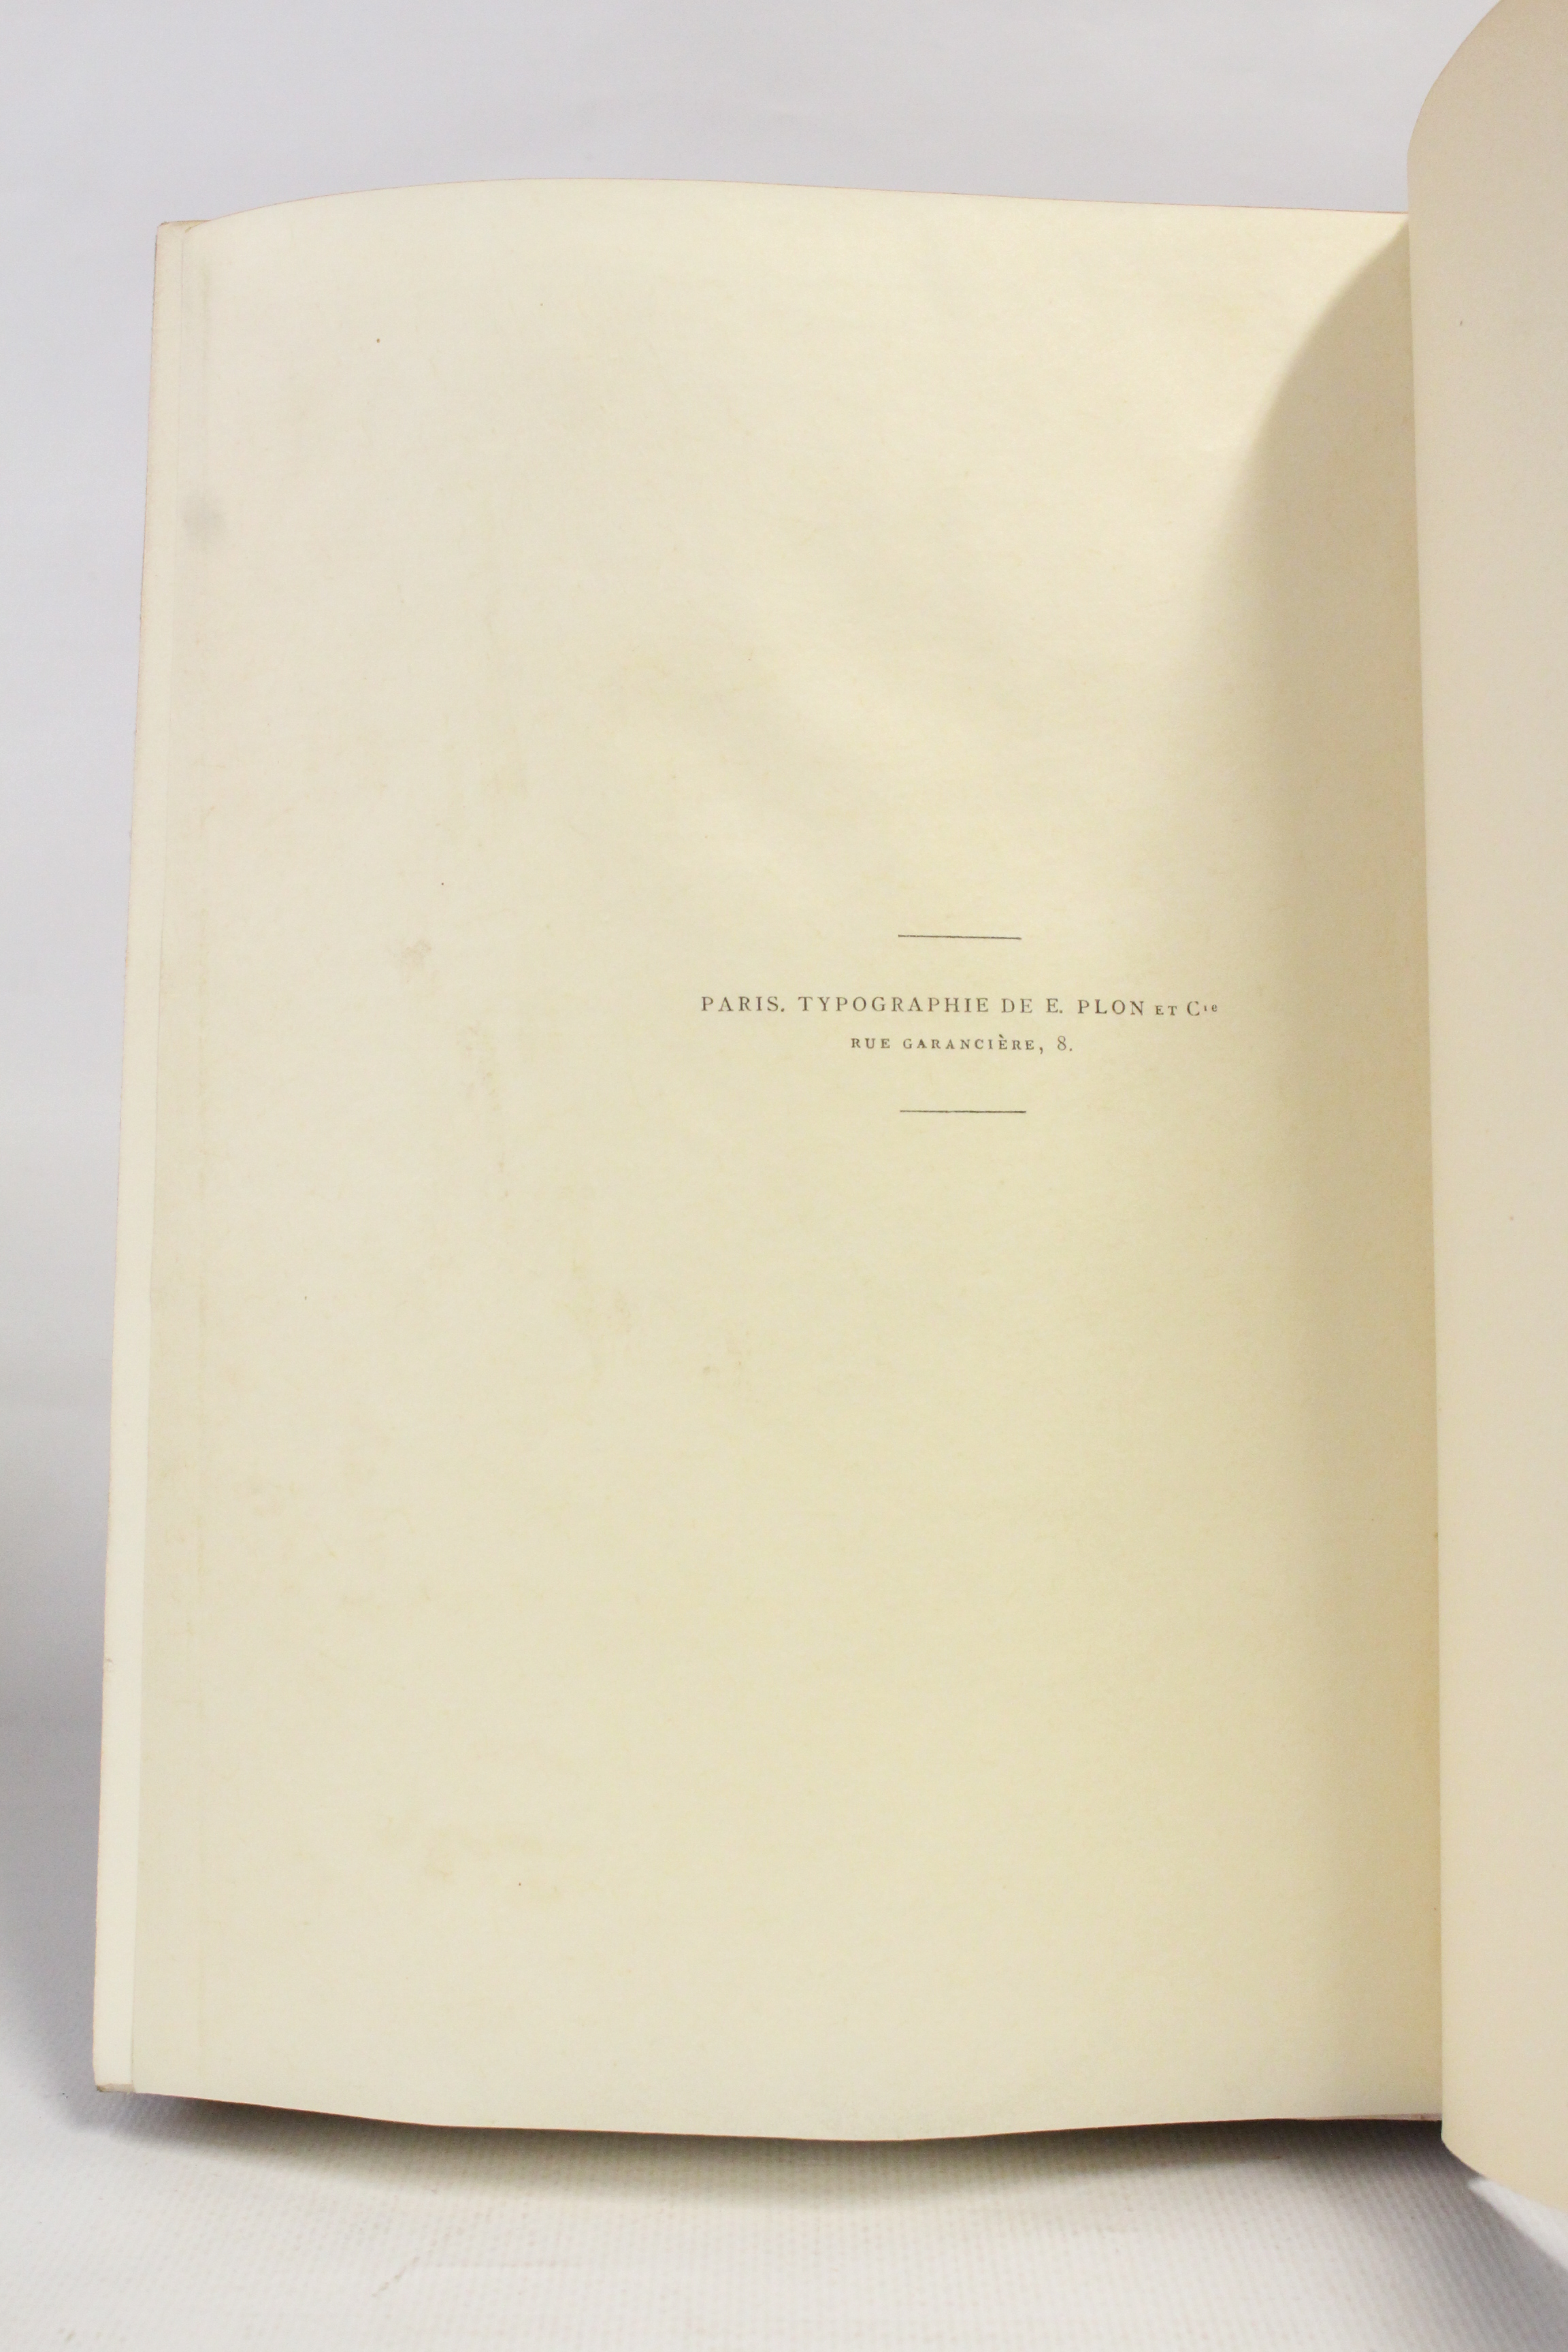 PARIS. TYPOGRAPHIE DE E. PLON ET Cie
RUE GARANCIÈRE, 8.